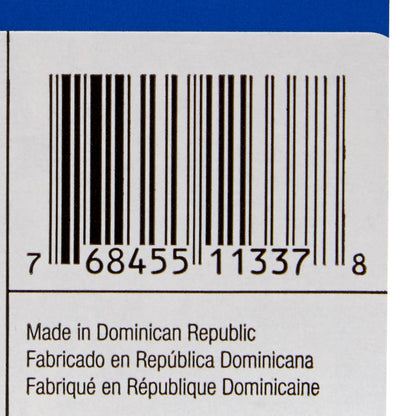 7 68455 11337 8
Made in Dominican Republic
Fabricado en República Dominicana
Fabriqué en République Dominicaine